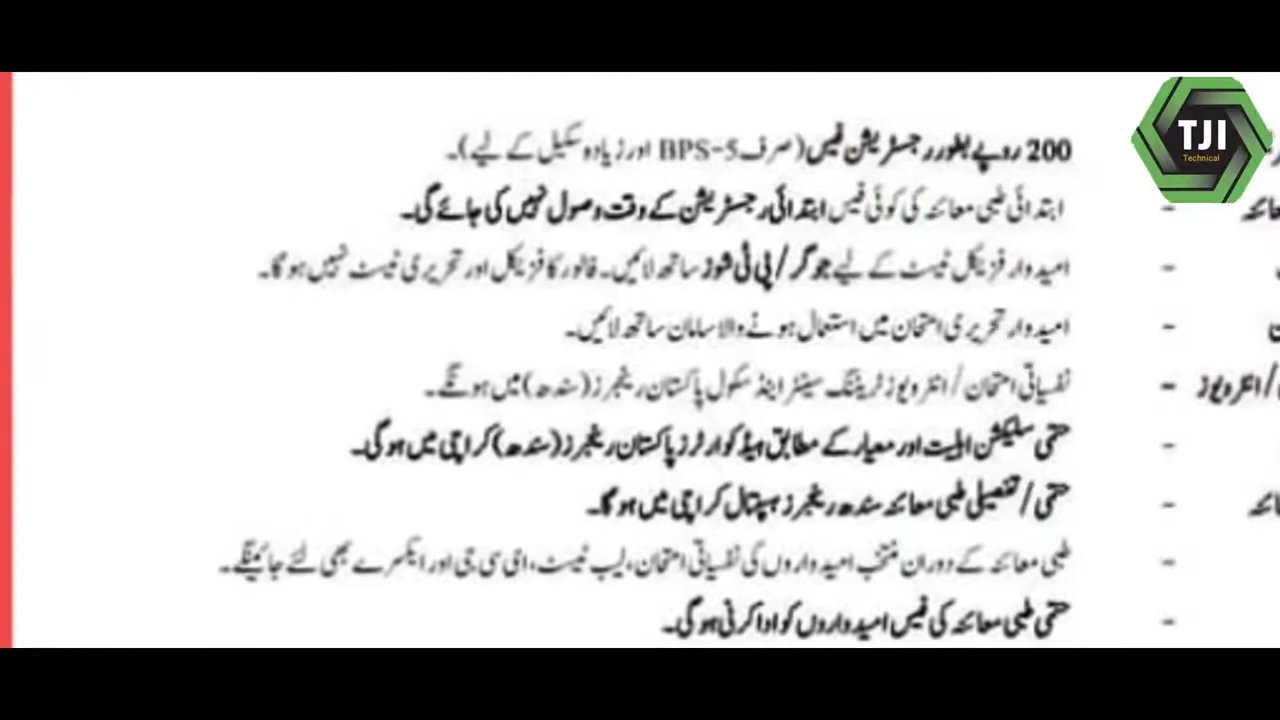 200 روپے بطور رجسٹریشن فیس (صرف BPS-5 اور زیادہ سکیل کے لیے)۔
ابتدائی طبی معائنہ کی کوئی فیس ابتدائی رجسٹریشن کے وقت وصول نہیں کی جائے گی۔
امیدوار فزیکل ٹیسٹ کے لیے جوگر/پی ٹی شوز ساتھ لائیں۔ فالور کا فزیکل اور تحریری ٹیسٹ نہیں ہو گا۔
امیدوار تحریری امتحان میں استعمال ہونے والا سامان ساتھ لائیں۔
/انٹرویوز - نفسیاتی امتحان/انٹرویوز ٹریننگ سینٹر اینڈ سکول پاکستان رینجرز (سندھ) میں ہونگے۔
- حتمی سلیکشن اہلیت اور معیار کے مطابق ہیڈ کوارٹرز پاکستان رینجرز (سندھ) کراچی میں ہو گی۔
- حتمی/تفصیلی طبی معائنہ سندھ رینجرز ہسپتال کراچی میں ہو گا۔
- طبی معائنہ کے دوران منتخب امیدواروں کی نفسیاتی امتحان، لیب ٹیسٹ، ای سی جی اور ایکسرے بھی لئے جائینگے۔
- حتمی طبی معائنہ کی فیس امیدواروں کو ادا کرنی ہو گی۔
TJI
Technical